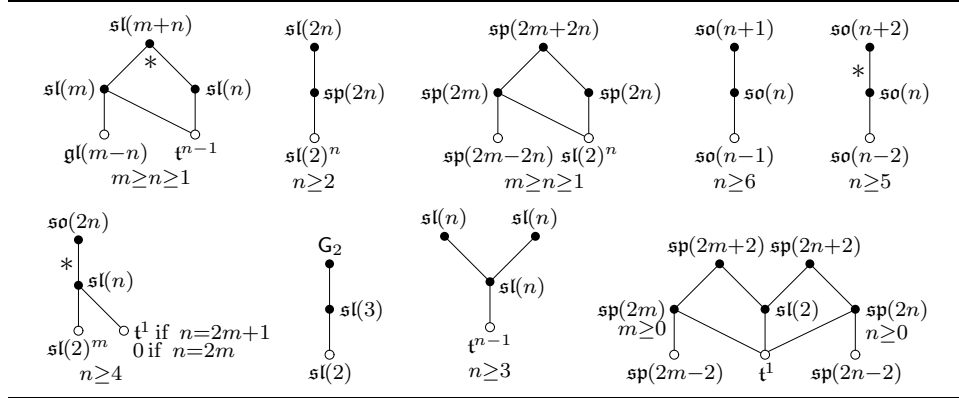 𝔰𝔩(m+n) 𝔰𝔩(2n) 𝔰𝔭(2m+2n) 𝔰𝔬(n+1) 𝔰𝔬(n+2)
* *
𝔰𝔩(m) 𝔰𝔩(n) 𝔰𝔭(2n) 𝔰𝔭(2m) 𝔰𝔭(2n) 𝔰𝔬(n) 𝔰𝔬(n)
𝔤𝔩(m−n) 𝔱ⁿ⁻¹ 𝔰𝔩(2)ⁿ 𝔰𝔭(2m−2n) 𝔰𝔩(2)ⁿ 𝔰𝔬(n−1) 𝔰𝔬(n−2)
m≥n≥1 n≥2 m≥n≥1 n≥6 n≥5
𝔰𝔩(n) 𝔰𝔩(n)
𝔰𝔬(2n) G₂ 𝔰𝔭(2m+2) 𝔰𝔭(2n+2)
*
𝔰𝔩(n) 𝔰𝔩(3) 𝔰𝔩(n) 𝔰𝔭(2m) 𝔰𝔩(2) 𝔰𝔭(2n)
m≥0 n≥0
𝔱¹ if n=2m+1
𝔰𝔩(2)ᵐ 0 if n=2m 𝔱ⁿ⁻¹
n≥4 𝔰𝔩(2) n≥3 𝔰𝔭(2m−2) 𝔱¹ 𝔰𝔭(2n−2)